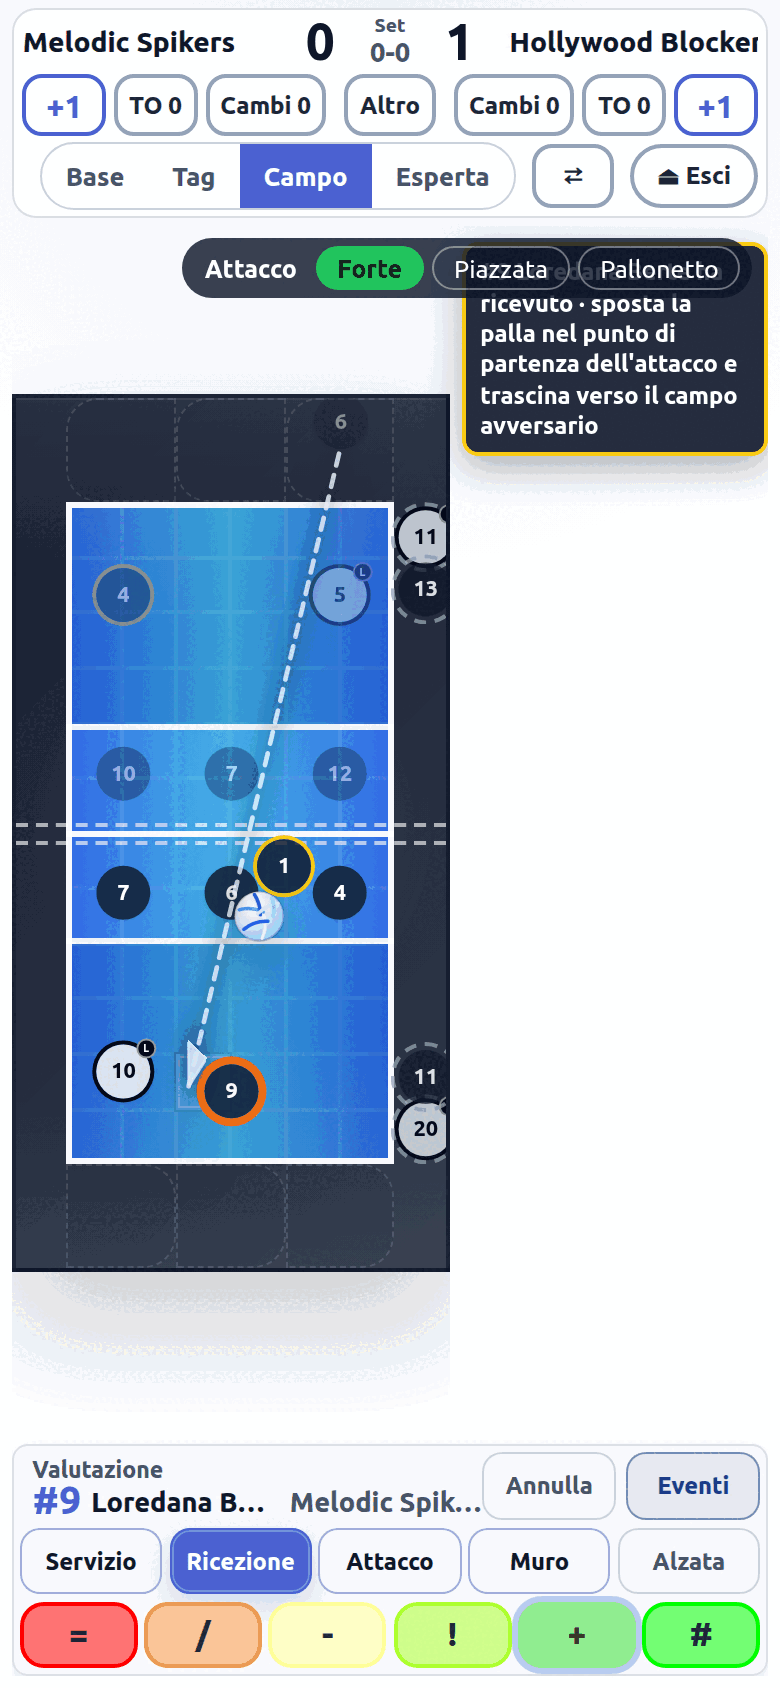 Melodic Spikers 0 Set 1 Hollywood Blocker
0-0
+1 TO 0 Cambi 0 Altro Cambi 0 TO 0 +1
Base Tag Campo Esperta ⇄ ⏏ Esci
Attacco Forte Piazzata Pallonetto
ricevuto · sposta la
palla nel punto di
partenza dell'attacco e
trascina verso il campo
avversario
6
11
4 5 L 13
10 7 12
1
7 6 4
10 L 9 11
20
Valutazione
#9 Loredana B... Melodic Spik... Annulla Eventi
Servizio Ricezione Attacco Muro Alzata
= / - ! + #